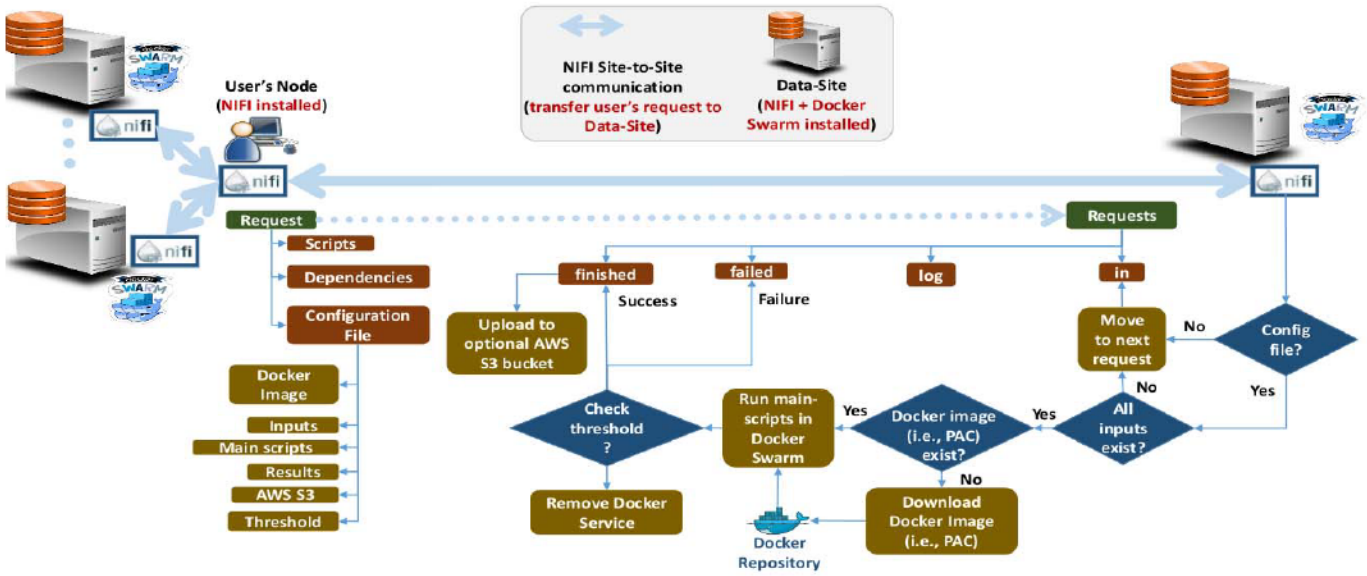 SWARM
nifi
User's Node
(NIFI installed)
nifi
NIFI Site-to-Site
communication
(transfer user's request to
Data-Site)
Data-Site
(NIFI + Docker
Swarm installed)
SWARM
nifi
nifi
SWARM
Request
Scripts
Dependencies
Configuration
File
Docker
Image
Inputs
Main scripts
Results
AWS S3
Threshold
Requests
finished
failed
log
in
Success
Failure
Upload to
optional AWS
S3 bucket
Move
to next
request
No
Config
file?
Yes
No
All
inputs
exist?
Yes
Docker image
(i.e., PAC)
exist?
Yes
Run main-
scripts in
Docker
Swarm
Check
threshold
?
No
Remove Docker
Service
Download
Docker Image
(i.e., PAC)
Docker
Repository